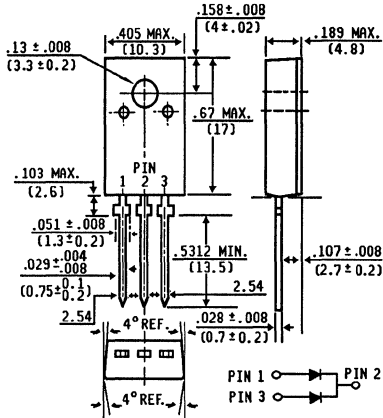 .158±.008
(4±.02)
.405 MAX.
(10.3)
.189 MAX.
(4.8)
.13±.008
(3.3±0.2)
.67 MAX.
(17)
PIN
1 2 3
.103 MAX.
(2.6)
.051±.008
(1.3±0.2)
.5312 MIN.
(13.5)
.107±.008
(2.7±0.2)
.029+.004-.008
(0.75+0.1-0.2)
2.54
2.54
.028±.008
(0.7±0.2)
4° REF.
4° REF.
PIN 1
PIN 2
PIN 3